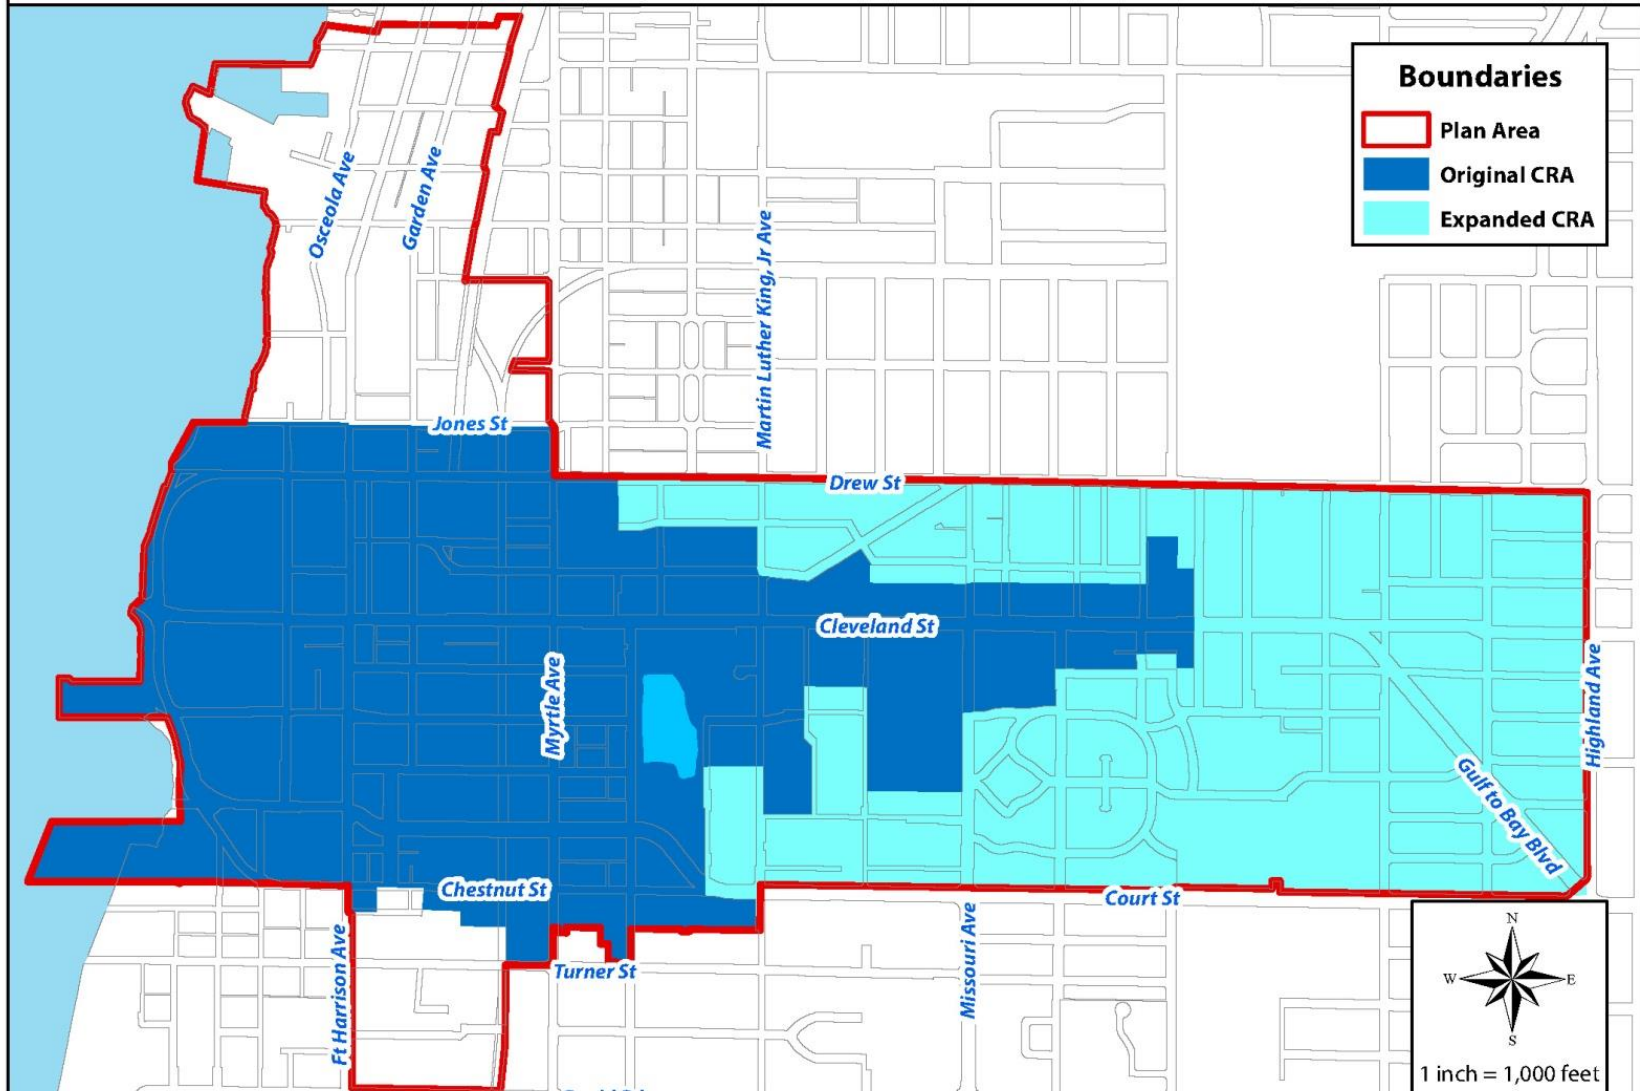 Boundaries
Plan Area
Original CRA
Expanded CRA
Osceola Ave
Garden Ave
Martin Luther King, Jr Ave
Jones St
Drew St
Cleveland St
Myrtle Ave
Highland Ave
Gulf to Bay Blvd
Chestnut St
Court St
Ft Harrison Ave
Turner St
Missouri Ave
N
W
E
S
1 inch = 1,000 feet